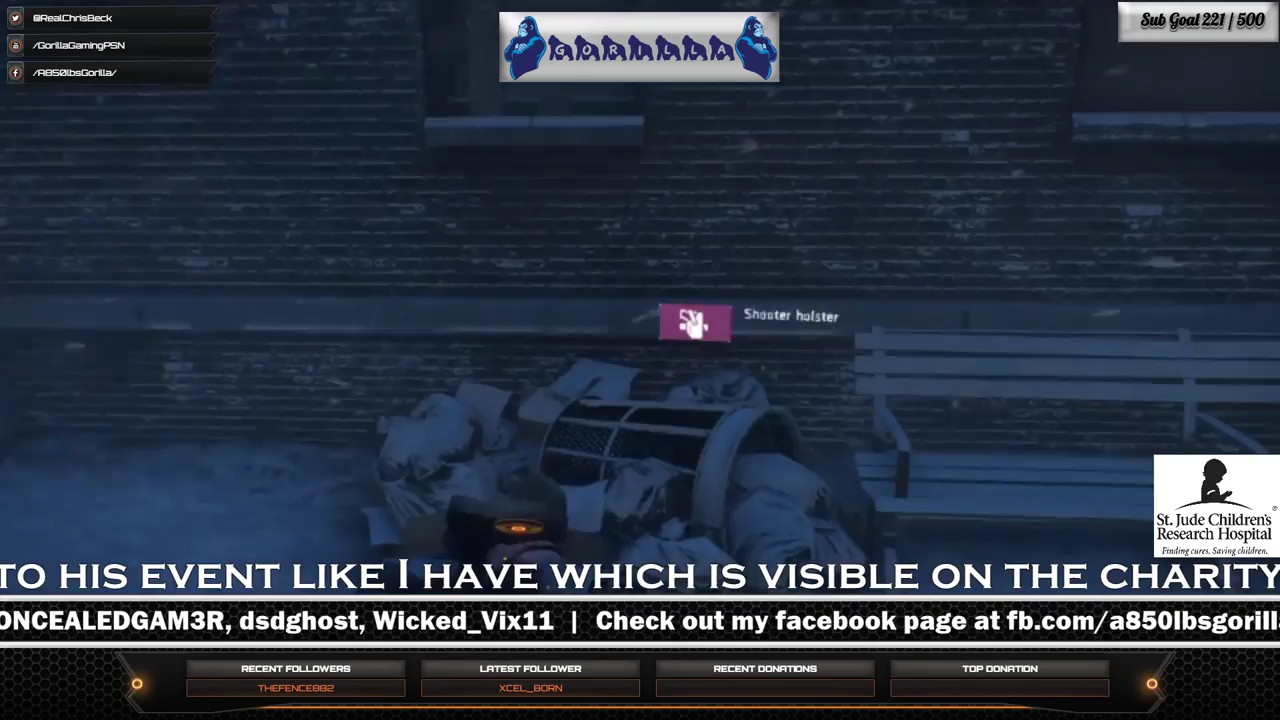 @RealChrisBeck
/GorillaGamingPSN
/A850lbsGorilla/
GORILLA
Sub Goal 221 / 500
Shooter holster
St. Jude Children's
Research Hospital
Finding cures. Saving children.
TO HIS EVENT LIKE I HAVE WHICH IS VISIBLE ON THE CHARITY
ONCEALEDGAM3R, dsdghost, Wicked_Vix11 | Check out my facebook page at fb.com/a850lbsgorill
RECENT FOLLOWERS
LATEST FOLLOWER
RECENT DONATIONS
TOP DONATION
THEFENCE882
XCEL_BORN